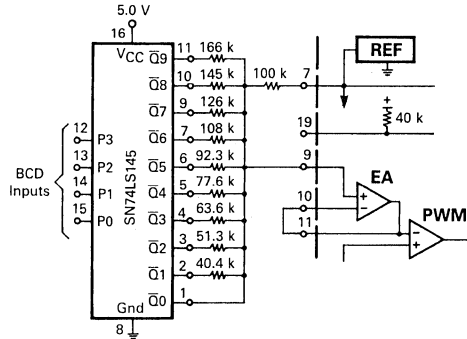 5.0 V
16
VCC
SN74LS145
Gnd
8
BCD
Inputs
12 P3
13 P2
14 P1
15 P0
Q̅9 11 166 k
Q̅8 10 145 k
Q̅7 9 126 k
Q̅6 7 108 k
Q̅5 6 92.3 k
Q̅4 5 77.6 k
Q̅3 4 63.6 k
Q̅2 3 51.3 k
Q̅1 2 40.4 k
Q̅0 1
100 k 7
REF
+
40 k
19
9
EA
+
−
10
11
PWM
−
+